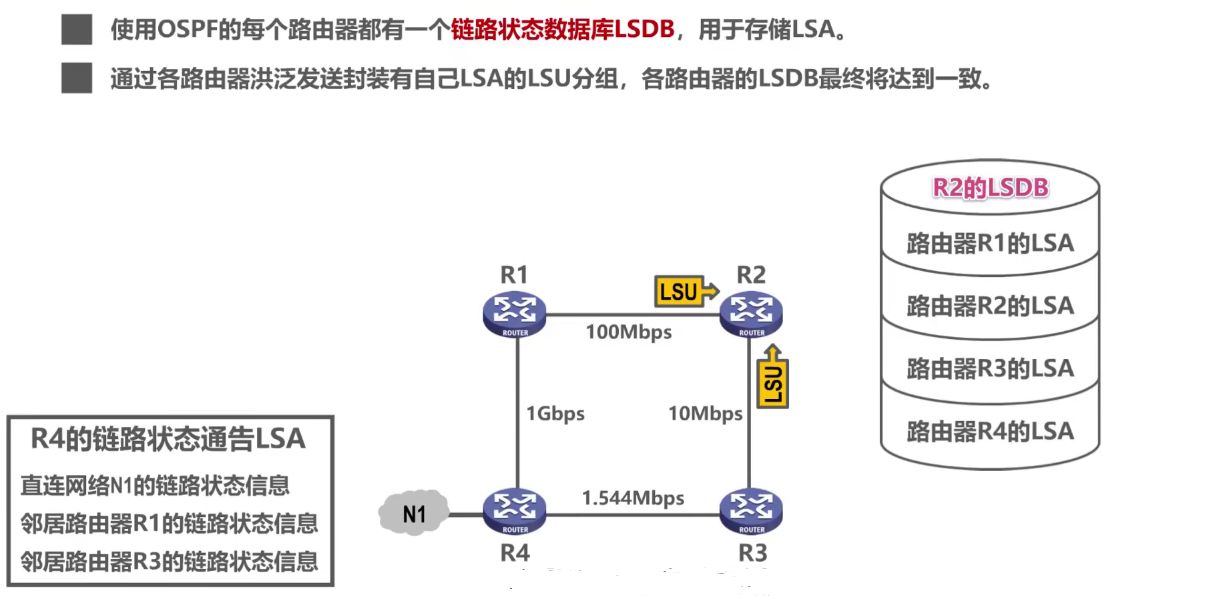 使用OSPF的每个路由器都有一个链路状态数据库LSDB，用于存储LSA。
通过各路由器洪泛发送封装有自己LSA的LSU分组，各路由器的LSDB最终将达到一致。
R2的LSDB
路由器R1的LSA
路由器R2的LSA
路由器R3的LSA
路由器R4的LSA
R1
LSU
R2
ROUTER
100Mbps
ROUTER
LSU
1Gbps
10Mbps
R4的链路状态通告LSA
直连网络N1的链路状态信息
邻居路由器R1的链路状态信息
邻居路由器R3的链路状态信息
N1
1.544Mbps
ROUTER
ROUTER
R4
R3